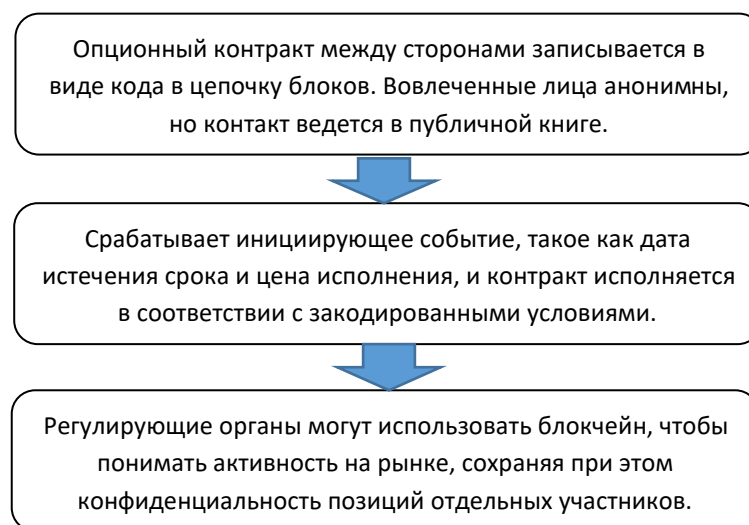 Опционный контракт между сторонами записывается в
виде кода в цепочку блоков. Вовлеченные лица анонимны,
но контакт ведется в публичной книге.
Срабатывает инициирующее событие, такое как дата
истечения срока и цена исполнения, и контракт исполняется
в соответствии с закодированными условиями.
Регулирующие органы могут использовать блокчейн, чтобы
понимать активность на рынке, сохраняя при этом
конфиденциальность позиций отдельных участников.